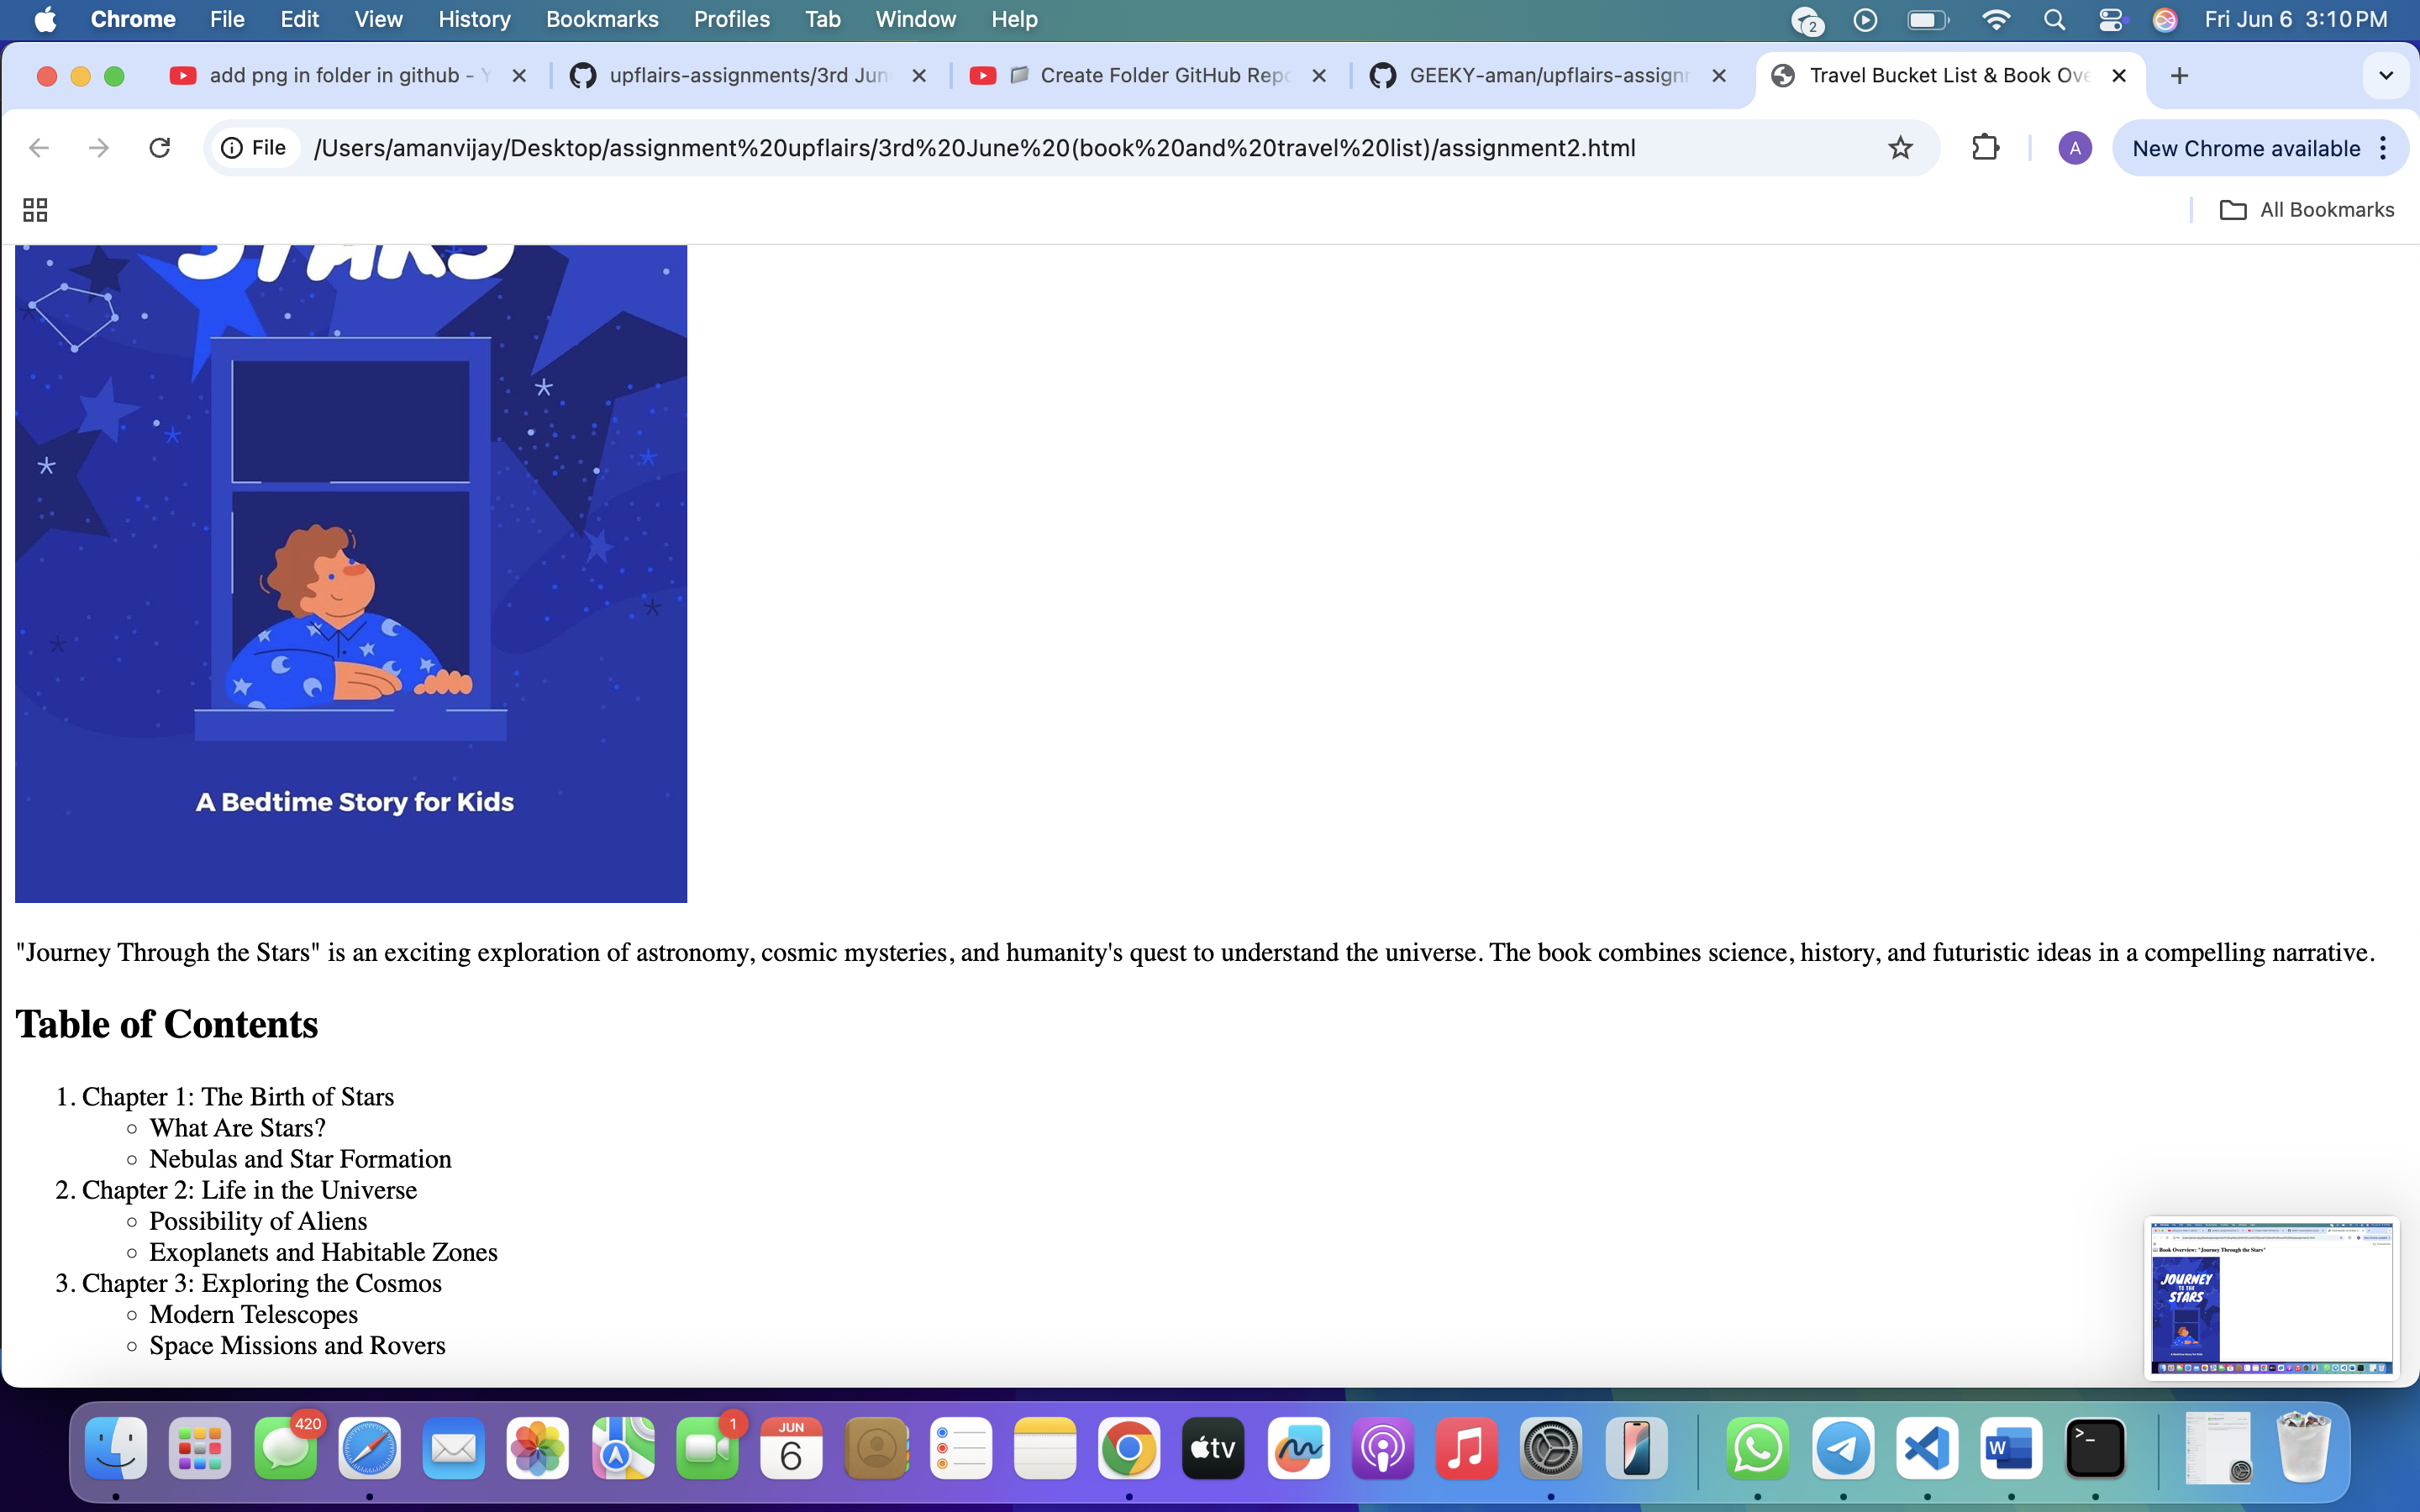 Chrome File Edit View History Bookmarks Profiles Tab Window Help 2 Fri Jun 6 3:10 PM
add png in folder in github - Y upflairs-assignments/3rd Jun Create Folder GitHub Repo GEEKY-aman/upflairs-assignr Travel Bucket List & Book Ove
File /Users/amanvijay/Desktop/assignment%20upflairs/3rd%20June%20(book%20and%20travel%20list)/assignment2.html A New Chrome available
All Bookmarks
STARS
A Bedtime Story for Kids
"Journey Through the Stars" is an exciting exploration of astronomy, cosmic mysteries, and humanity's quest to understand the universe. The book combines science, history, and futuristic ideas in a compelling narrative.
Table of Contents
1. Chapter 1: The Birth of Stars
What Are Stars?
Nebulas and Star Formation
2. Chapter 2: Life in the Universe
Possibility of Aliens
Exoplanets and Habitable Zones
3. Chapter 3: Exploring the Cosmos
Modern Telescopes
Space Missions and Rovers
Book Overview: "Journey Through the Stars"
JOURNEY
TO THE
STARS
420 1 JUN 6 tv W >_